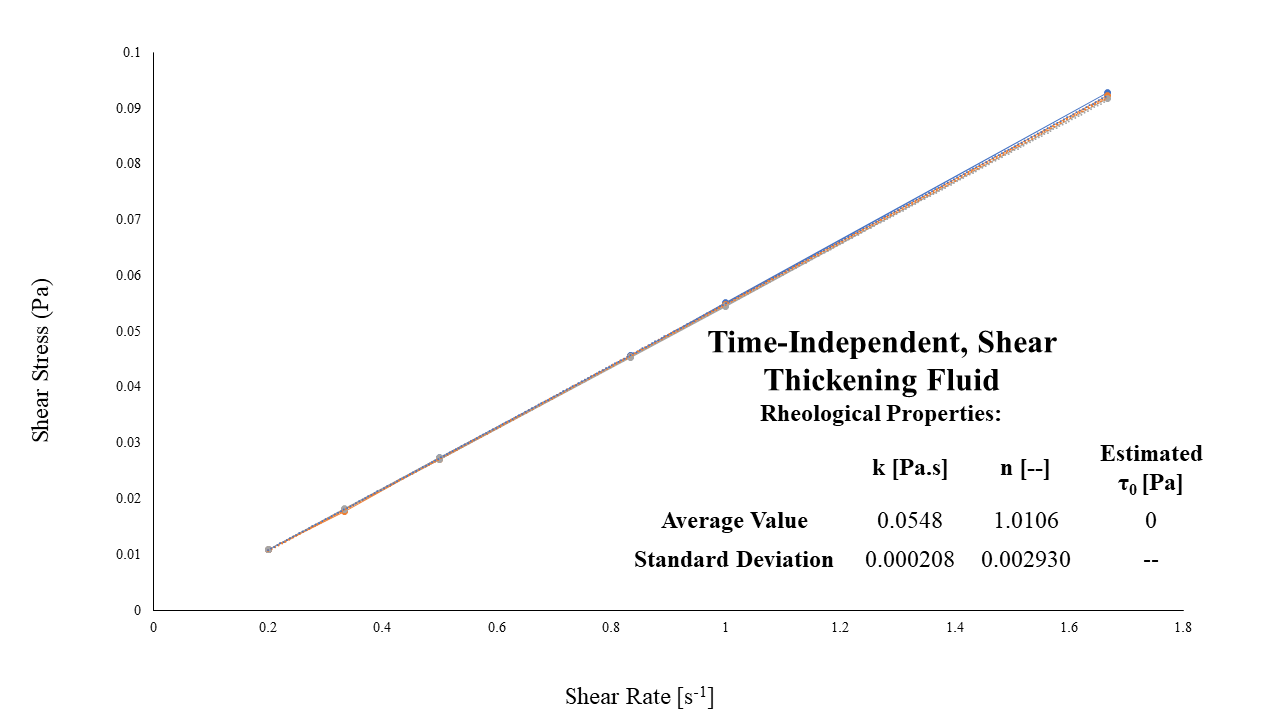 0.1
0.09
0.08
0.07
0.06
0.05
0.04
0.03
0.02
0.01
0
Shear Stress (Pa)
Time-Independent, Shear
Thickening Fluid
Rheological Properties:
k [Pa.s] n [--] Estimated
τ₀ [Pa]
Average Value 0.0548 1.0106 0
Standard Deviation 0.000208 0.002930 --
0 0.2 0.4 0.6 0.8 1 1.2 1.4 1.6 1.8
Shear Rate [s⁻¹]